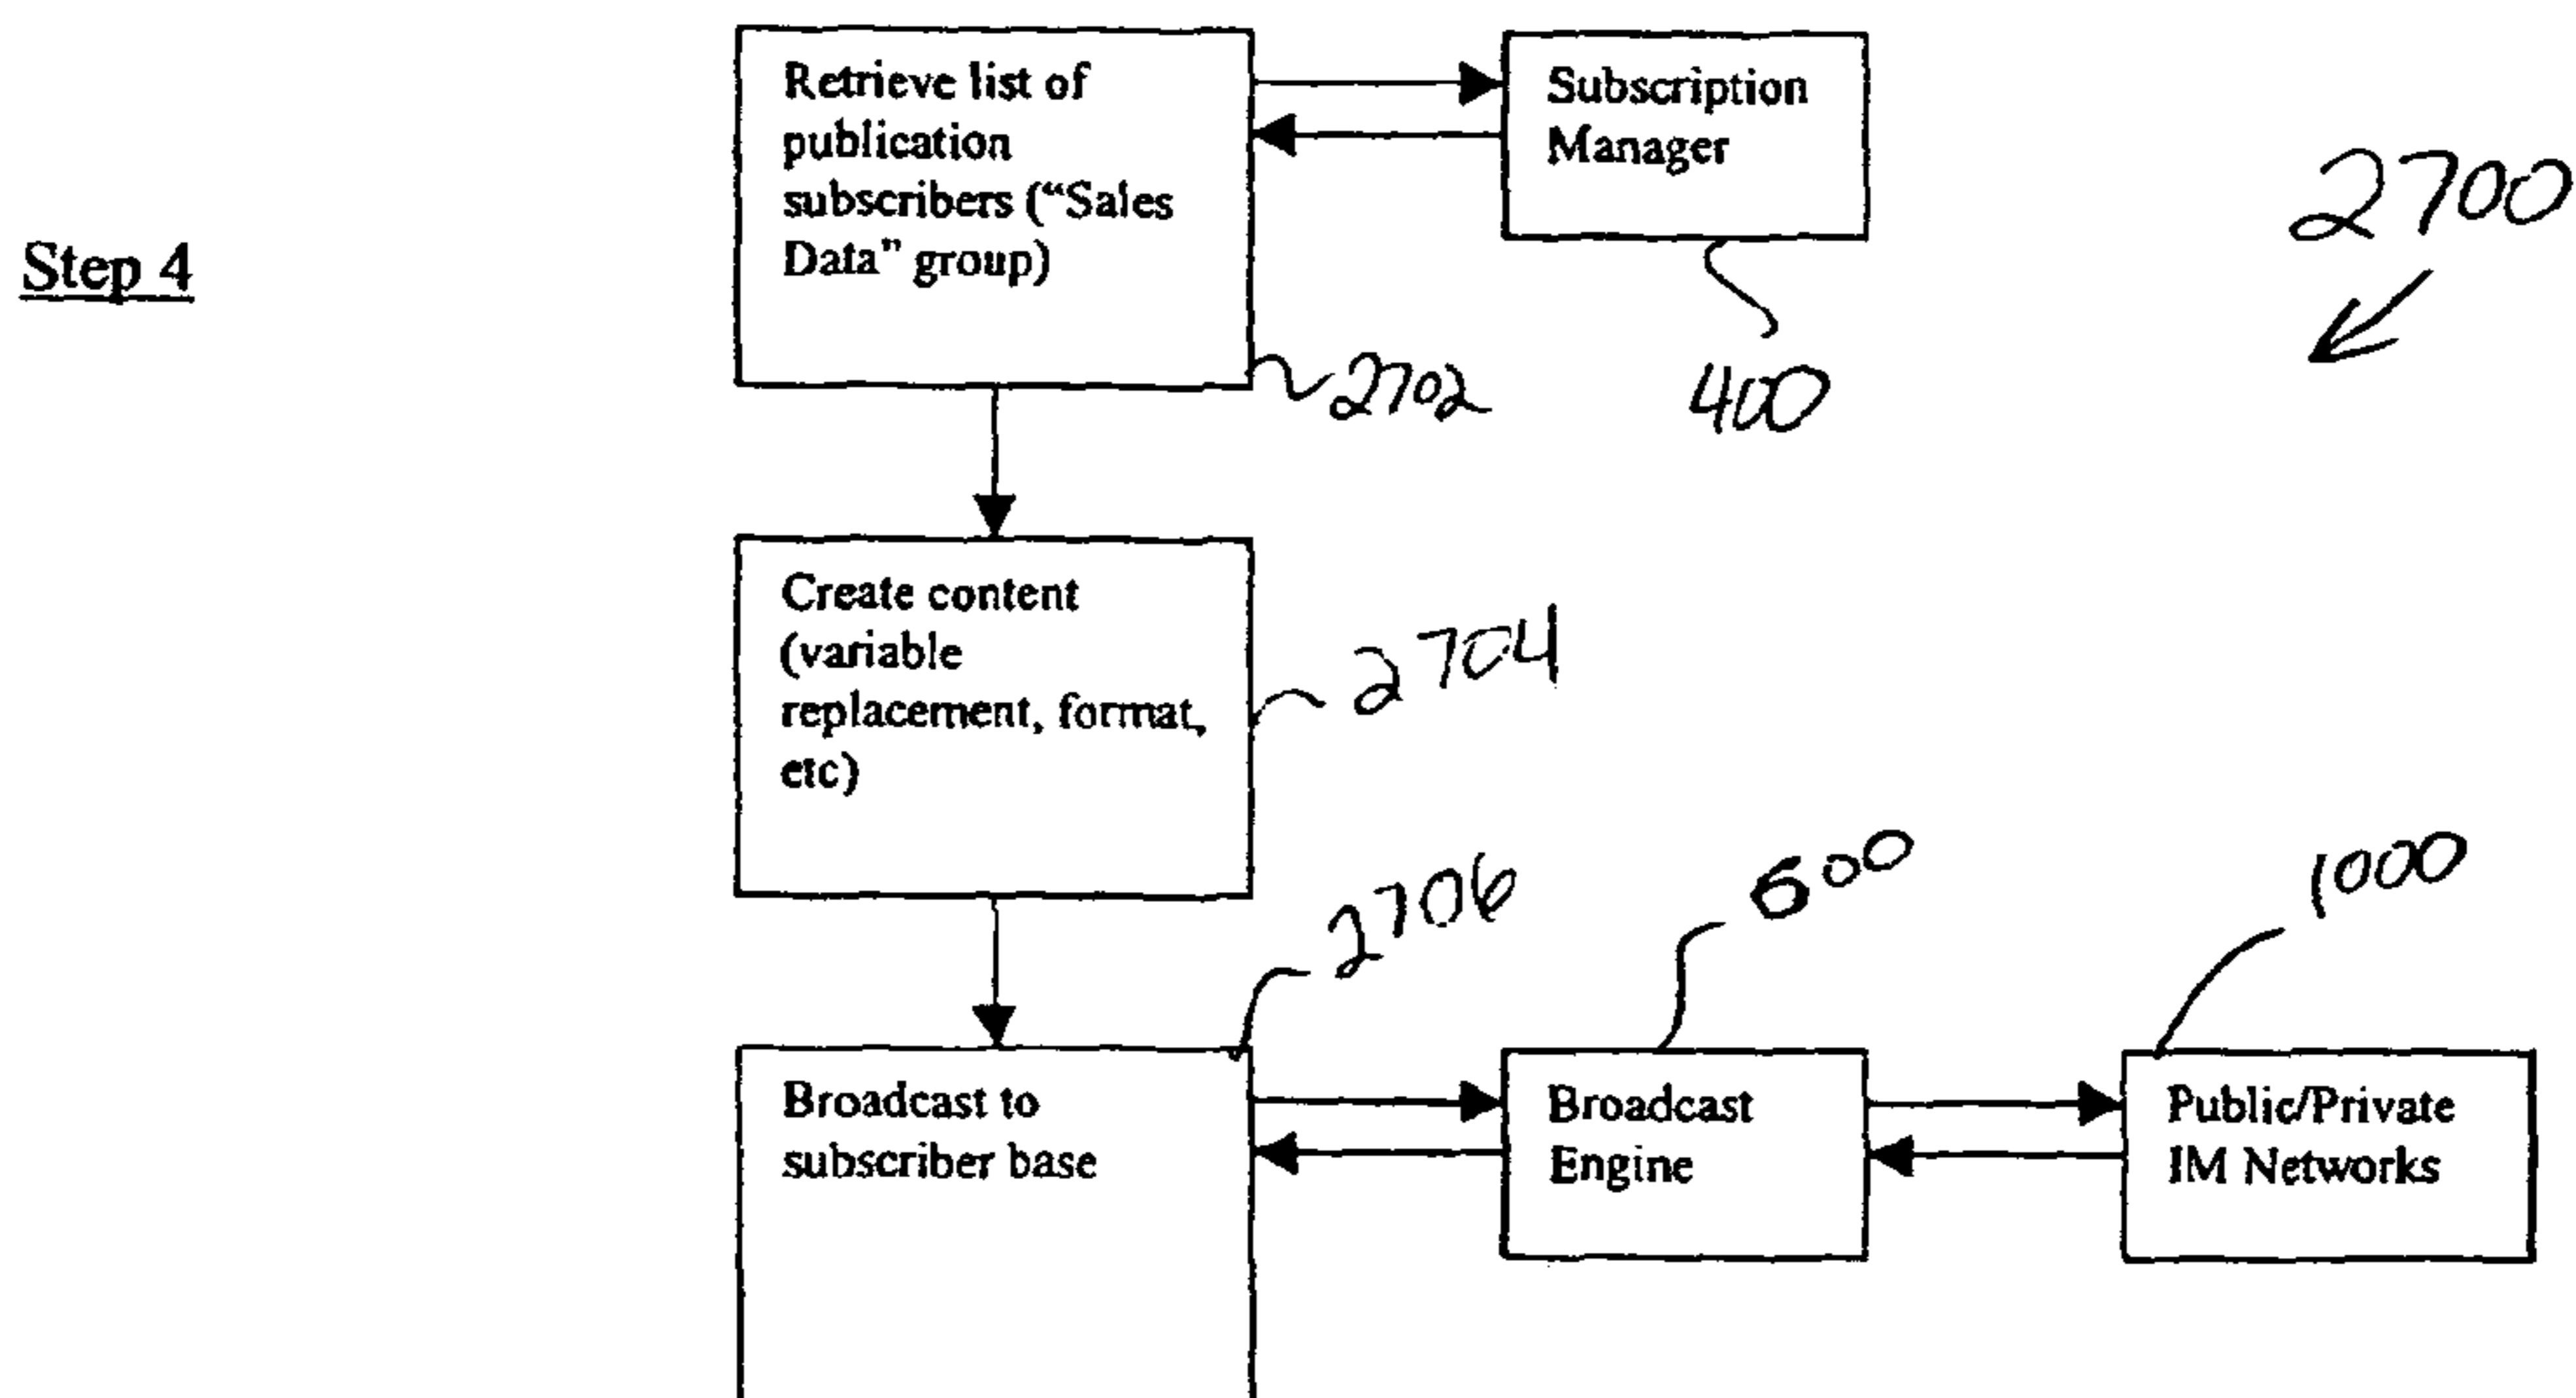 Retrieve list of
publication
subscribers (“Sales
Data” group)
Subscription
Manager
2700
Step 4
2702
400
Create content
(variable
replacement, format,
etc)
2704
2706
600
1000
Broadcast to
subscriber base
Broadcast
Engine
Public/Private
IM Networks